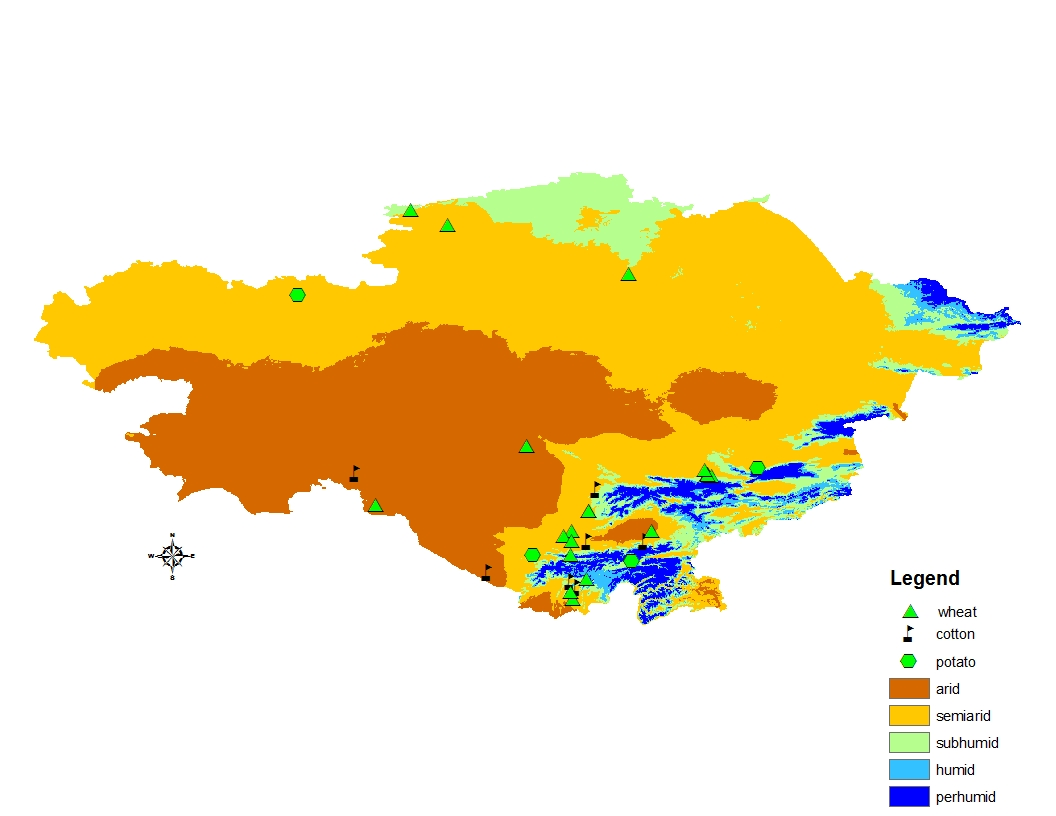 N
W E
S
Legend
wheat
cotton
potato
arid
semiarid
subhumid
humid
perhumid